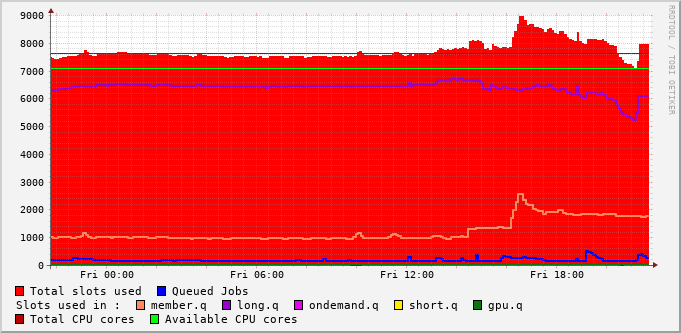 9000
8000
7000
6000
5000
4000
3000
2000
1000
0
Fri 00:00 Fri 06:00 Fri 12:00 Fri 18:00
Total slots used Queued Jobs
Slots used in : member.q long.q ondemand.q short.q gpu.q
Total CPU cores Available CPU cores
RRDTOOL / TOBI OETIKER